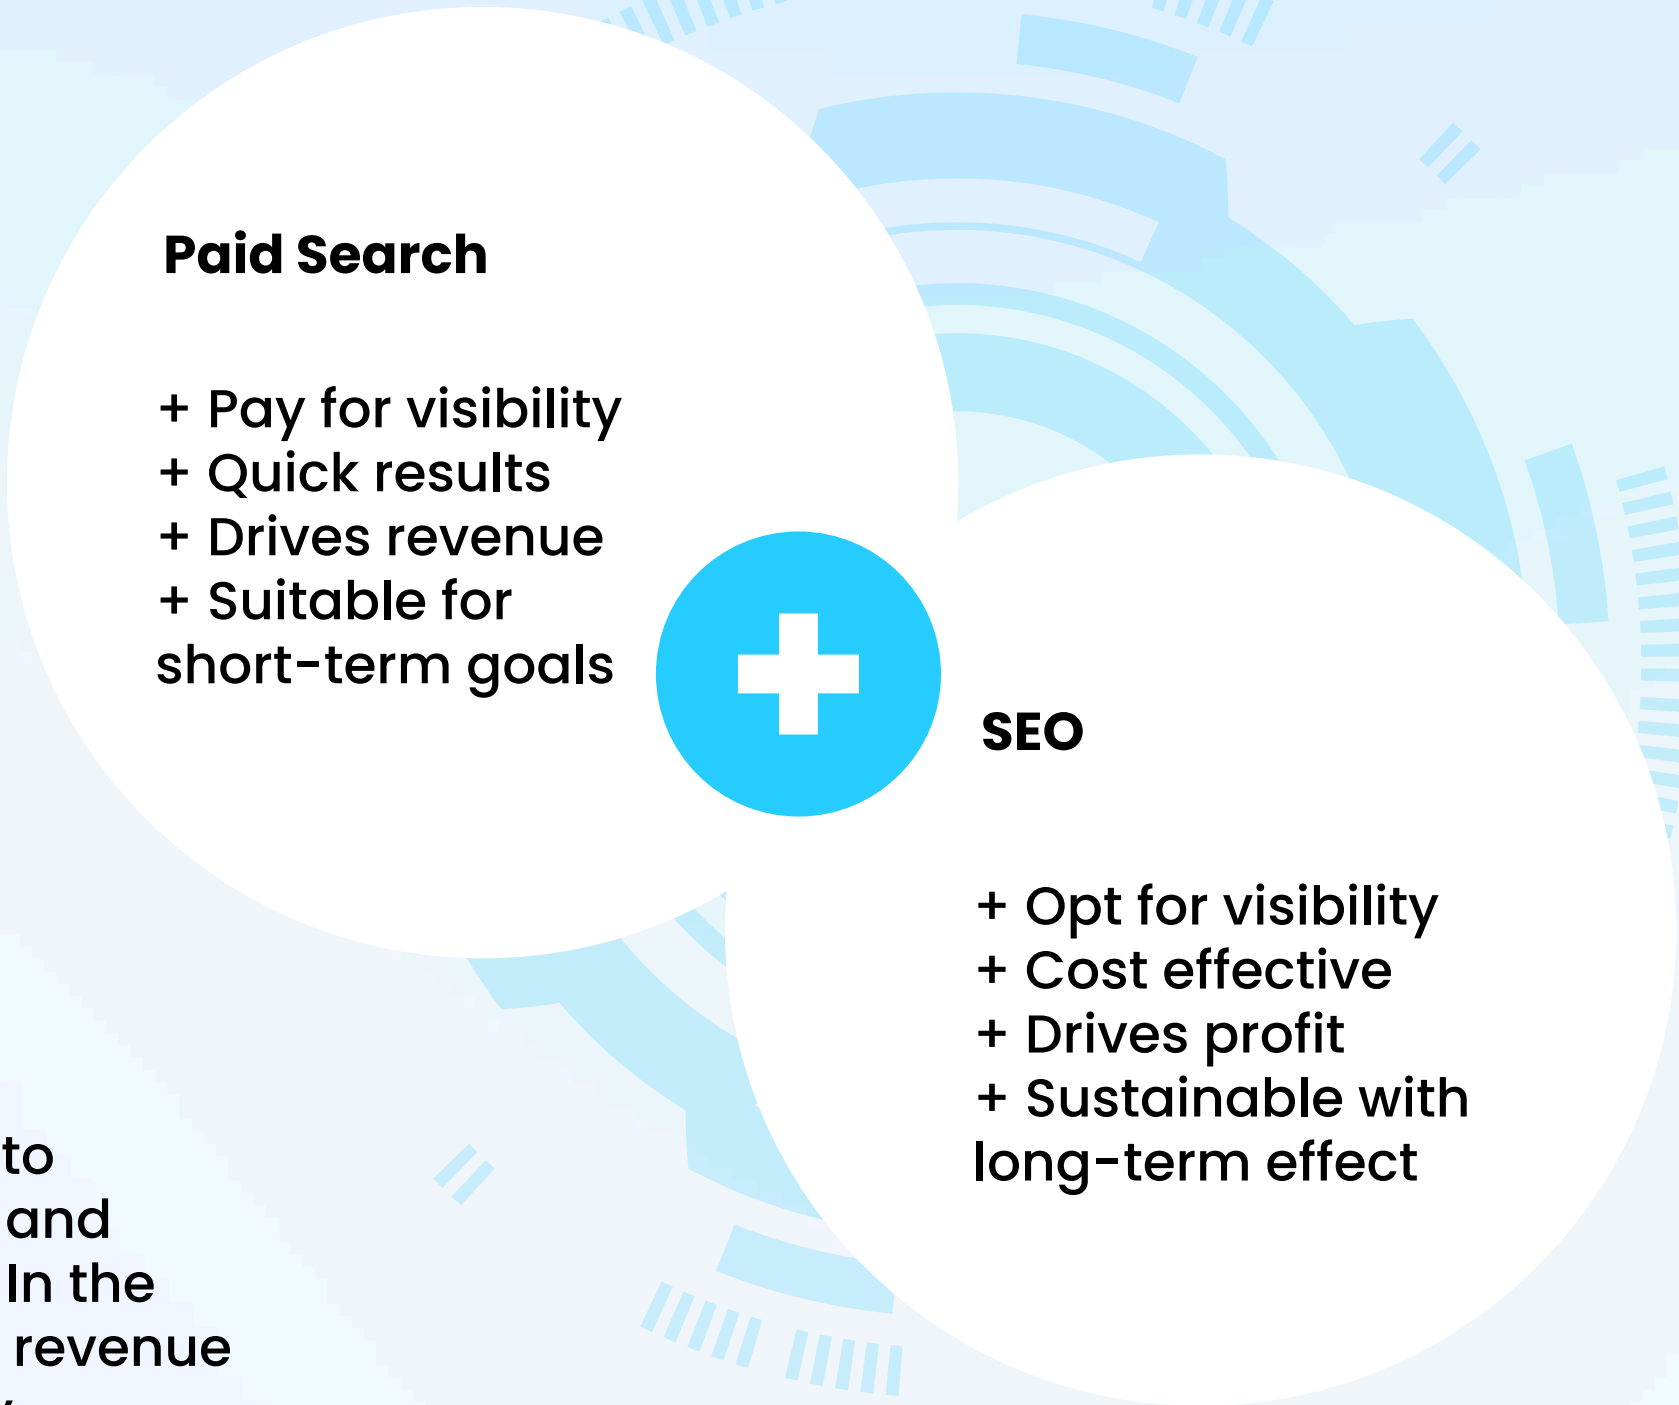 Paid Search
+ Pay for visibility
+ Quick results
+ Drives revenue
+ Suitable for
short-term goals
SEO
+ Opt for visibility
+ Cost effective
+ Drives profit
+ Sustainable with
long-term effect
to
and
In the
revenue